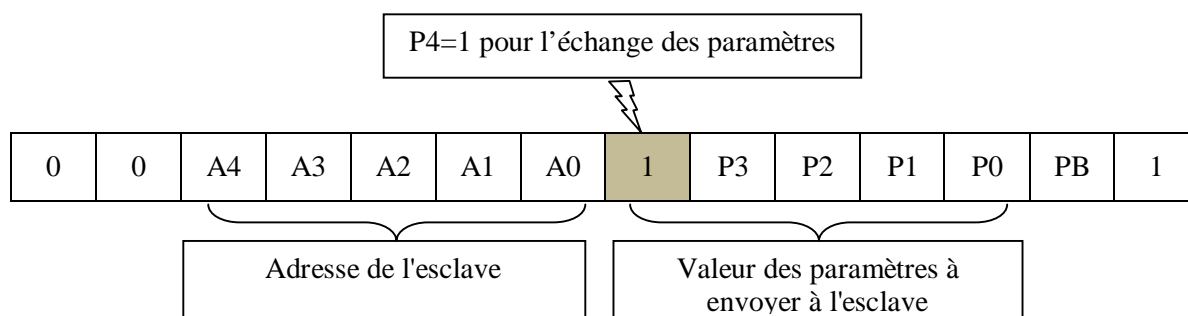 P4=1 pour l’échange des paramètres
0 0 A4 A3 A2 A1 A0 1 P3 P2 P1 P0 PB 1
Adresse de l'esclave
Valeur des paramètres à
envoyer à l'esclave